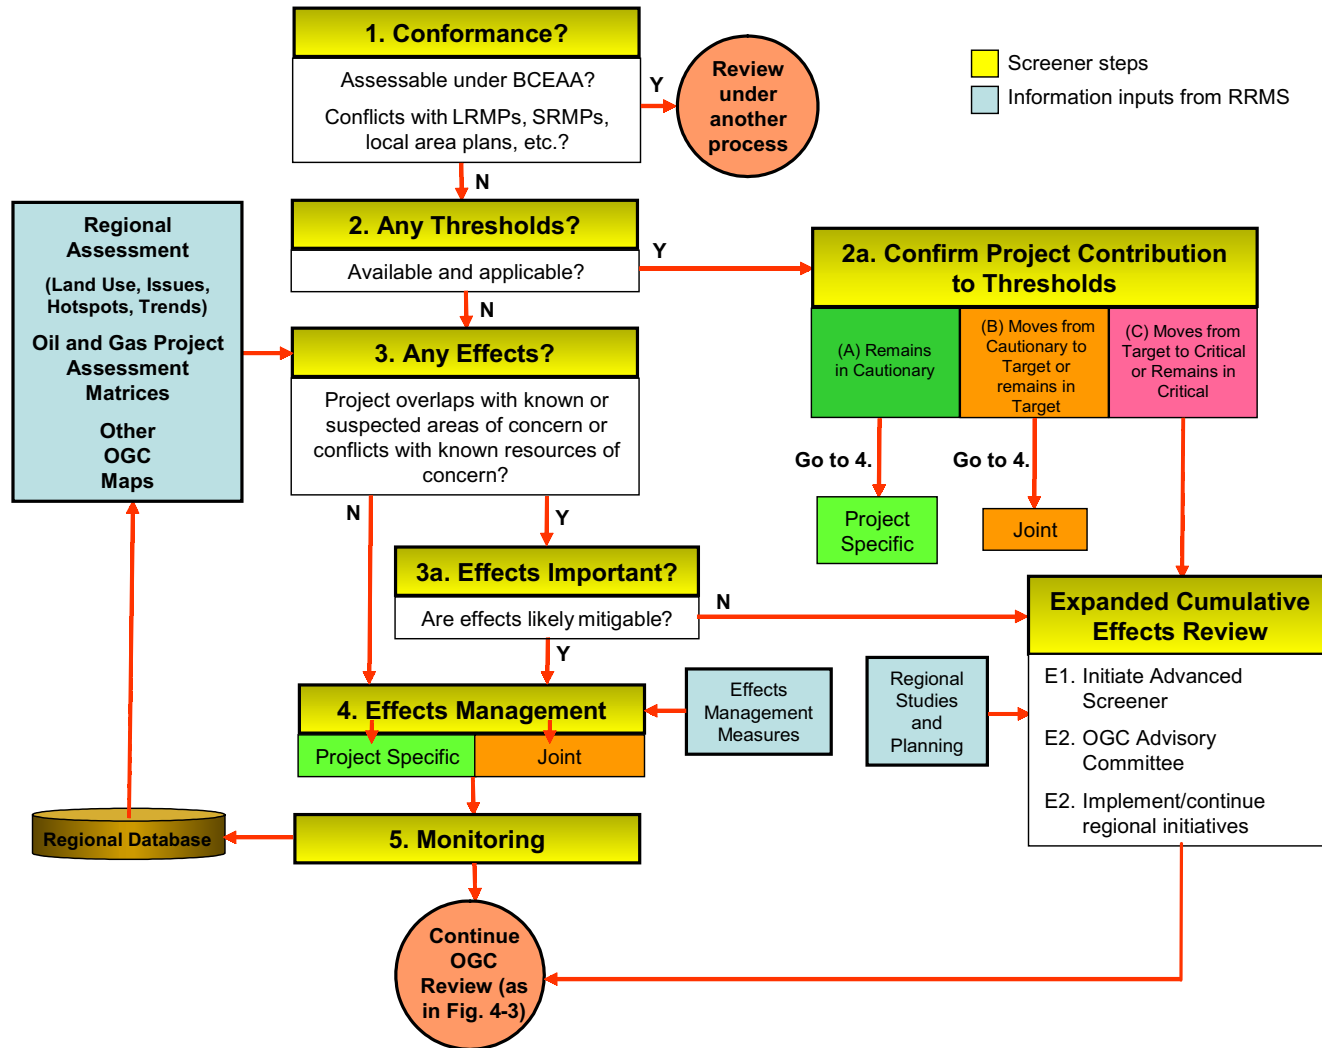 1. Conformance?
Assessable under BCEAA?
Conflicts with LRMPs, SRMPs,
local area plans, etc.?
Y
Review
under
another
process
Screener steps
Information inputs from RRMS
N
Regional
Assessment
(Land Use, Issues,
Hotspots, Trends)
Oil and Gas Project
Assessment
Matrices
Other
OGC
Maps
2. Any Thresholds?
Available and applicable?
Y
N
2a. Confirm Project Contribution
to Thresholds
(A) Remains
in Cautionary
(B) Moves from
Cautionary to
Target or
remains in
Target
(C) Moves from
Target to Critical
or Remains in
Critical
3. Any Effects?
Project overlaps with known or
suspected areas of concern or
conflicts with known resources of
concern?
Go to 4.
Go to 4.
Project
Specific
Joint
N
Y
3a. Effects Important?
Are effects likely mitigable?
N
Y
Expanded Cumulative
Effects Review
E1. Initiate Advanced
Screener
E2. OGC Advisory
Committee
E2. Implement/continue
regional initiatives
Regional
Studies
and
Planning
Effects
Management
Measures
4. Effects Management
Project Specific
Joint
5. Monitoring
Regional Database
Continue
OGC
Review (as
in Fig. 4-3)